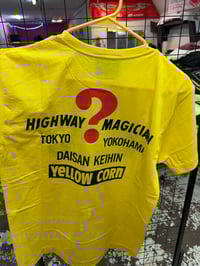 ?
HIGHWAY MAGICIAN
TOKYO YOKOHAMA
DAISAN KEIHIN
YELLOW CORN